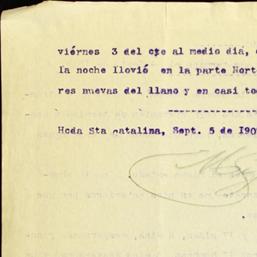 viérnes 3 del cte al medio dia,
la noche llovió en la parte Nort
res nuevas del llano y en casi to
Hcda Sta catalina, Sept. 5 de 190